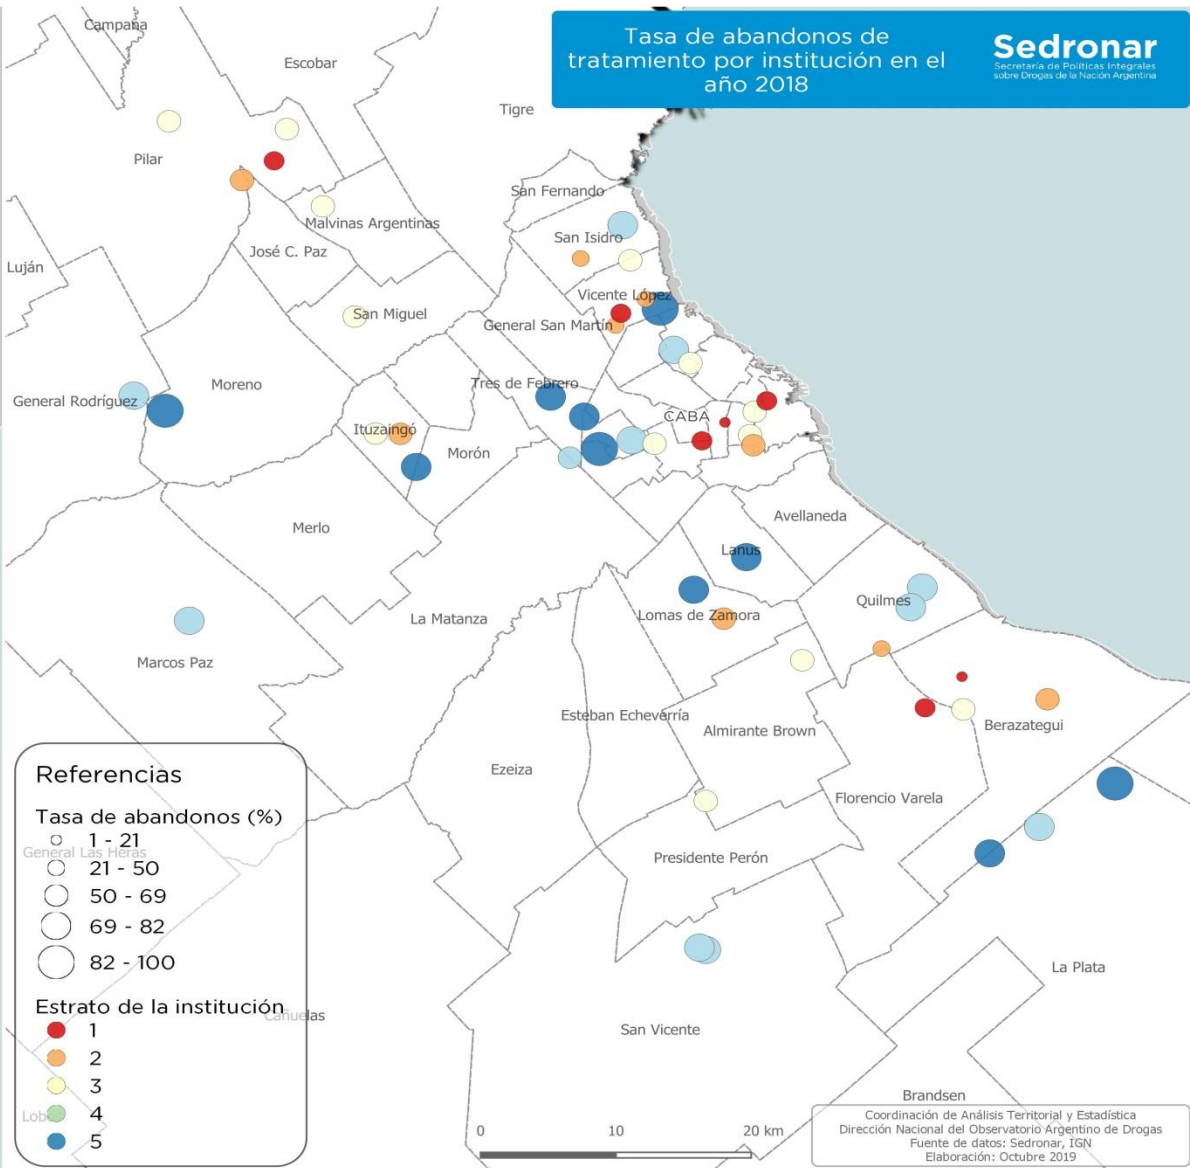 Tasa de abandonos de
tratamiento por institución en el
año 2018
Sedronar
Secretaría de Políticas Integrales
sobre Drogas de la Nación Argentina
Campana
Escobar
Tigre
Pilar
San Fernando
Malvinas Argentinas
San Isidro
José C. Paz
Luján
Vicente López
San Miguel
General San Martín
Moreno
Tres de Febrero
General Rodríguez
CABA
Ituzaingó
Morón
Merlo
Avellaneda
Lanus
Quilmes
La Matanza
Lomas de Zamora
Marcos Paz
Esteban Echeverría
Almirante Brown
Berazategui
Ezeiza
Florencio Varela
Presidente Perón
La Plata
San Vicente
Brandsen
Referencias
Tasa de abandonos (%)
1 - 21
General Las Heras
21 - 50
50 - 69
69 - 82
82 - 100
Estrato de la institución
Cañuelas
1
2
3
4
5
0 10 20 km
Coordinación de Análisis Territorial y Estadística
Dirección Nacional del Observatorio Argentino de Drogas
Fuente de datos: Sedronar, IGN
Elaboración: Octubre 2019